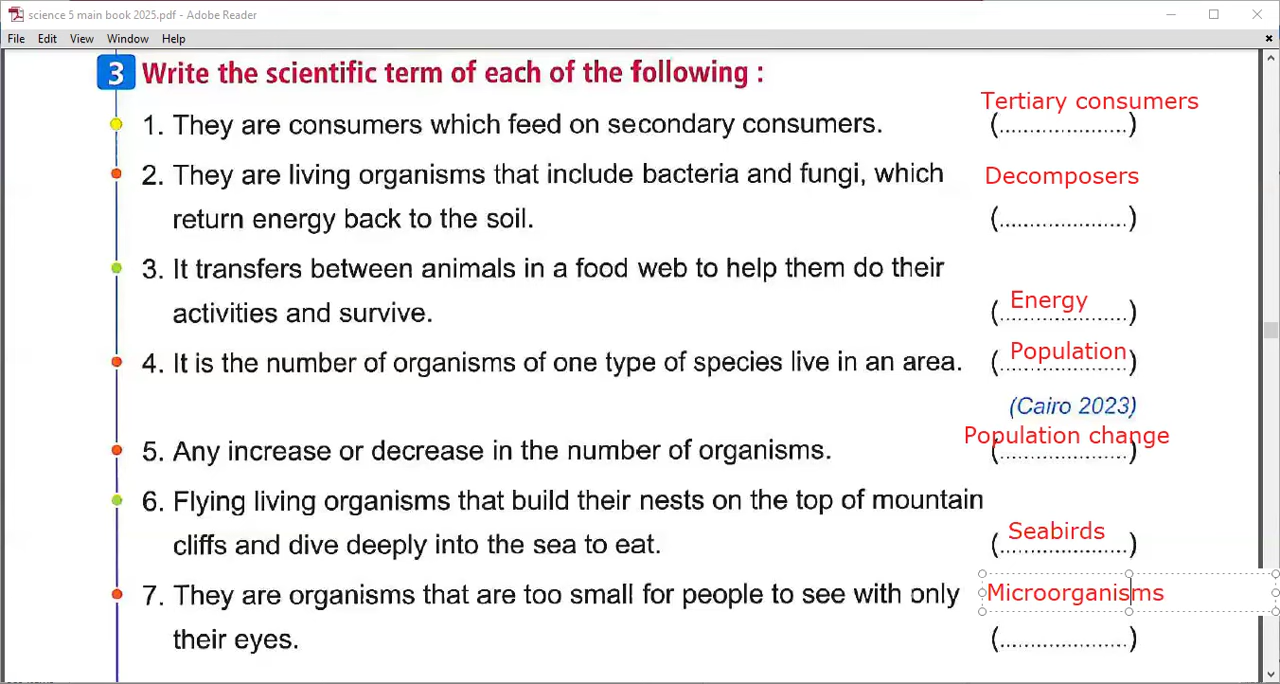 science 5 main book 2025.pdf - Adobe Reader
File Edit View Window Help
3 Write the scientific term of each of the following :
Tertiary consumers
1. They are consumers which feed on secondary consumers. (.....................)
2. They are living organisms that include bacteria and fungi, which Decomposers
return energy back to the soil. (.....................)
3. It transfers between animals in a food web to help them do their
activities and survive. (Energy)
4. It is the number of organisms of one type of species live in an area. (Population)
(Cairo 2023)
Population change
5. Any increase or decrease in the number of organisms. (.....................)
6. Flying living organisms that build their nests on the top of mountain
cliffs and dive deeply into the sea to eat. (Seabirds)
7. They are organisms that are too small for people to see with only Microorganisms
their eyes. (.....................)